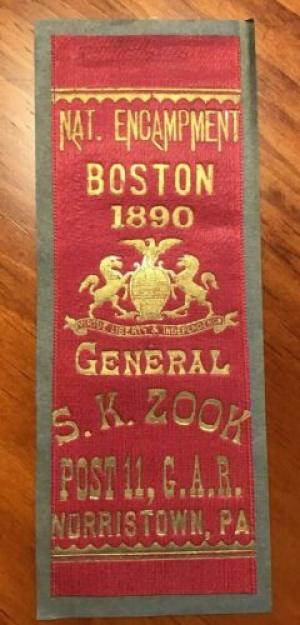 NAT. ENCAMPMENT
BOSTON
1890
VIRTUE LIBERTY & INDEPENDENCE
GENERAL
S. K. ZOOK
POST 11, G.A.R.
NORRISTOWN, PA